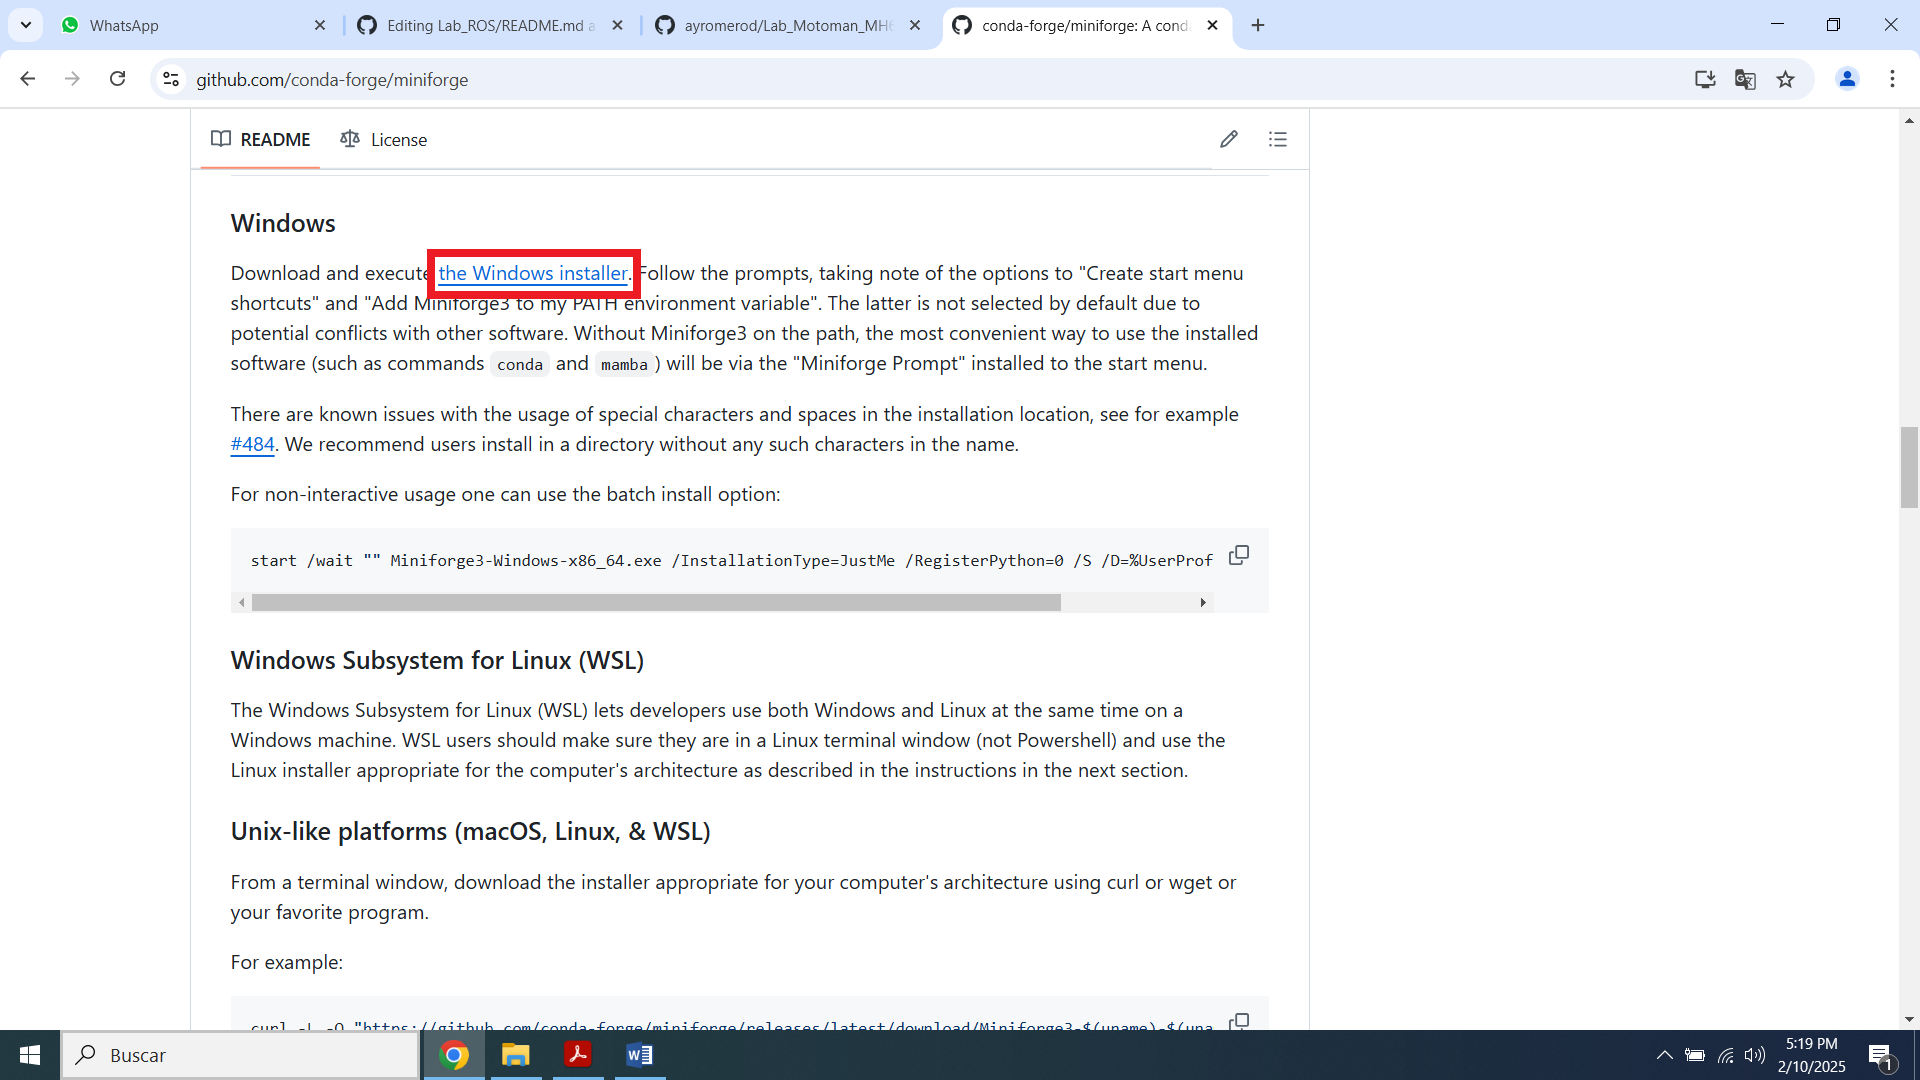 WhatsApp
Editing Lab_ROS/README.md a
ayromerod/Lab_Motoman_MH6
conda-forge/miniforge: A conda
github.com/conda-forge/miniforge
README
License
Windows
Download and execute the Windows installer. Follow the prompts, taking note of the options to "Create start menu
shortcuts" and "Add Miniforge3 to my PATH environment variable". The latter is not selected by default due to
potential conflicts with other software. Without Miniforge3 on the path, the most convenient way to use the installed
software (such as commands conda and mamba ) will be via the "Miniforge Prompt" installed to the start menu.
There are known issues with the usage of special characters and spaces in the installation location, see for example
#484. We recommend users install in a directory without any such characters in the name.
For non-interactive usage one can use the batch install option:
start /wait "" Miniforge3-Windows-x86_64.exe /InstallationType=JustMe /RegisterPython=0 /S /D=%UserProf
Windows Subsystem for Linux (WSL)
The Windows Subsystem for Linux (WSL) lets developers use both Windows and Linux at the same time on a
Windows machine. WSL users should make sure they are in a Linux terminal window (not Powershell) and use the
Linux installer appropriate for the computer's architecture as described in the instructions in the next section.
Unix-like platforms (macOS, Linux, & WSL)
From a terminal window, download the installer appropriate for your computer's architecture using curl or wget or
your favorite program.
For example:
curl -L -O "https://github.com/conda-forge/miniforge/releases/latest/download/Miniforge3-$(uname)-$(una
Buscar
5:19 PM
2/10/2025
1